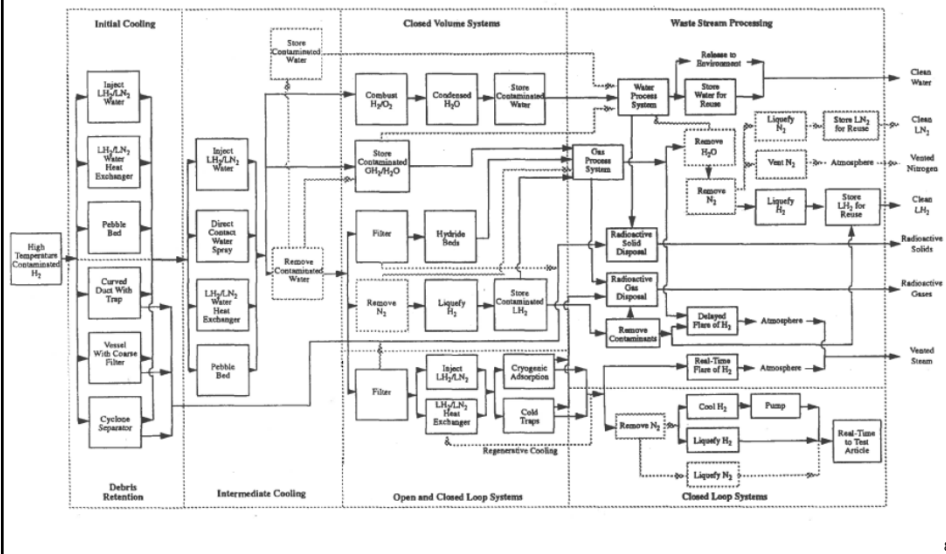 Initial Cooling
Closed Volume Systems
Waste Stream Processing
Store
Contaminated
Water
Release to
Environment
Clean
Water
Inject
LH2/LN2
Water
Combust
H2/O2
Condensed
H2O
Store
Contaminated
Water
Water
Process
System
Store
Water for
Reuse
Liquefy
N2
Store LN2
for Reuse
Clean
LN2
LH2/LN2
Water
Heat
Exchanger
Inject
LH2/LN2
Water
Store
Contaminated
GH2/H2O
Gas
Process
System
Remove
H2O
Vent N2
Atmosphere
Vented
Nitrogen
Remove
N2
Liquefy
H2
Store
LH2 for
Reuse
Clean
LH2
Pebble
Bed
Direct
Contact
Water
Spray
Filter
Hydride
Beds
Radioactive
Solid
Disposal
Radioactive
Solids
High
Temperature
Contaminated
H2
Remove
Contaminated
Water
Curved
Duct With
Trap
LH2/LN2
Water
Heat
Exchanger
Remove
N2
Liquefy
H2
Store
Contaminated
LH2
Radioactive
Gas
Disposal
Radioactive
Gases
Delayed
Flare of H2
Atmosphere
Remove
Contaminants
Vessel
With Coarse
Filter
Pebble
Bed
Vented
Steam
Real-Time
Flare of H2
Atmosphere
Filter
Inject
LH2/LN2
Cryogenic
Adsorption
LH2/LN2
Heat
Exchanger
Cold
Traps
Cyclone
Separator
Cool H2
Pump
Remove N2
Liquefy H2
Real-Time
to Test
Article
Regenerative Cooling
Liquefy N2
Debris
Retention
Intermediate Cooling
Open and Closed Loop Systems
Closed Loop Systems